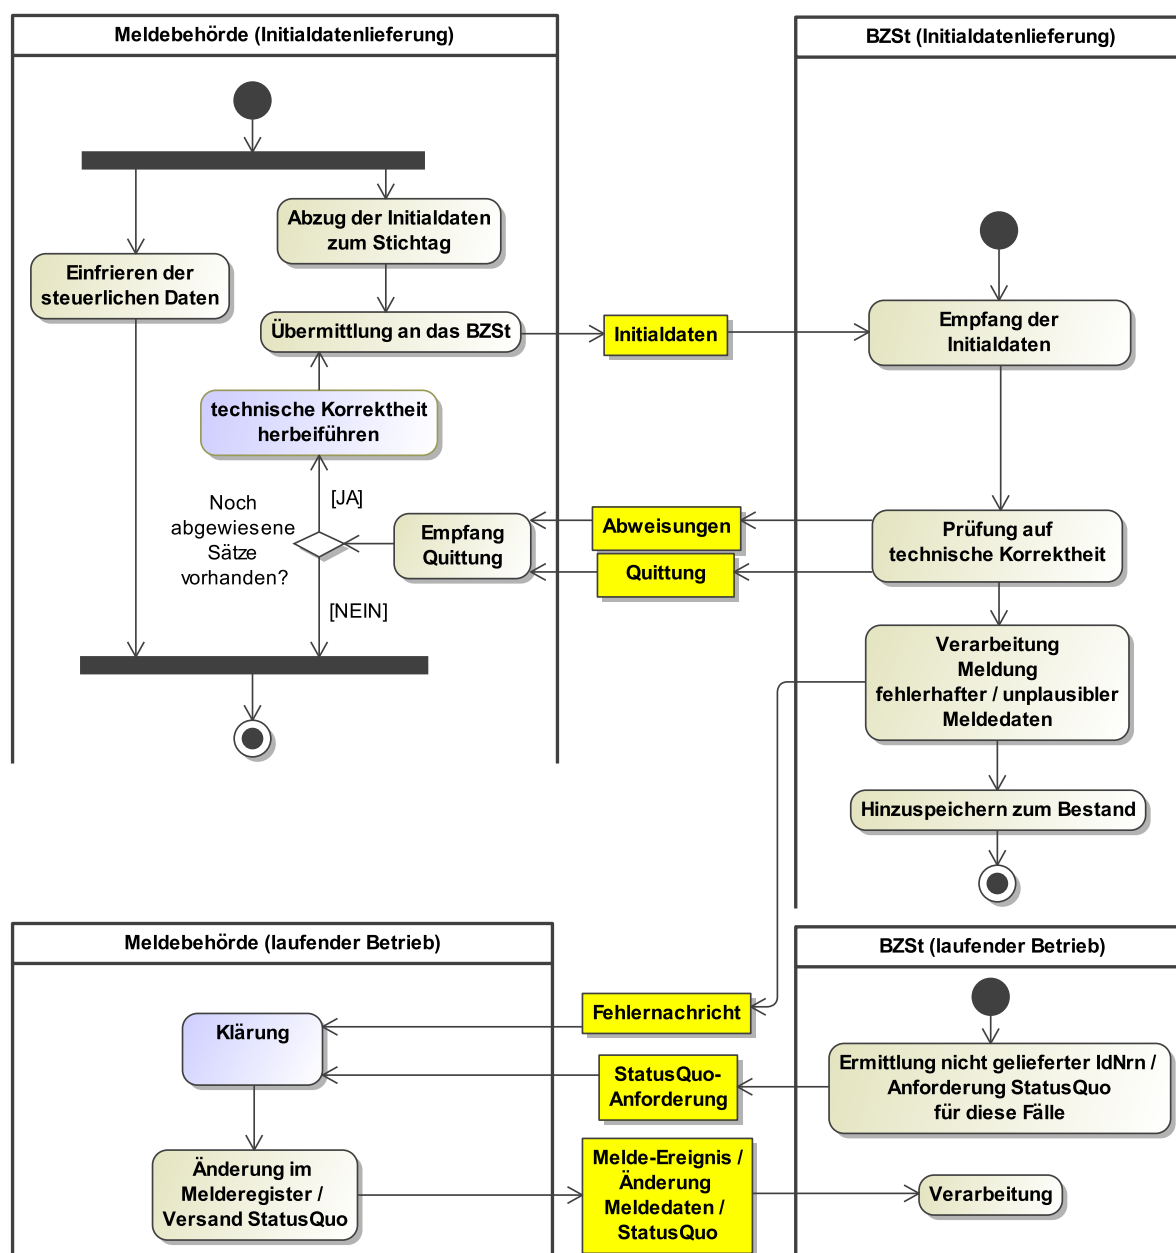 Meldebehörde (Initialdatenlieferung)
BZSt (Initialdatenlieferung)
Abzug der Initialdaten
zum Stichtag
Einfrieren der
steuerlichen Daten
Übermittlung an das BZSt
Initialdaten
Empfang der
Initialdaten
technische Korrektheit
herbeiführen
Noch
abgewiesene
Sätze
vorhanden?
[JA]
[NEIN]
Empfang
Quittung
Abweisungen
Quittung
Prüfung auf
technische Korrektheit
Verarbeitung
Meldung
fehlerhafter / unplausibler
Meldedaten
Hinzuspeichern zum Bestand
Meldebehörde (laufender Betrieb)
BZSt (laufender Betrieb)
Klärung
Fehlernachricht
StatusQuo-
Anforderung
Ermittlung nicht gelieferter IdNrn /
Anforderung StatusQuo
für diese Fälle
Änderung im
Melderegister /
Versand StatusQuo
Melde-Ereignis /
Änderung
Meldedaten /
StatusQuo
Verarbeitung